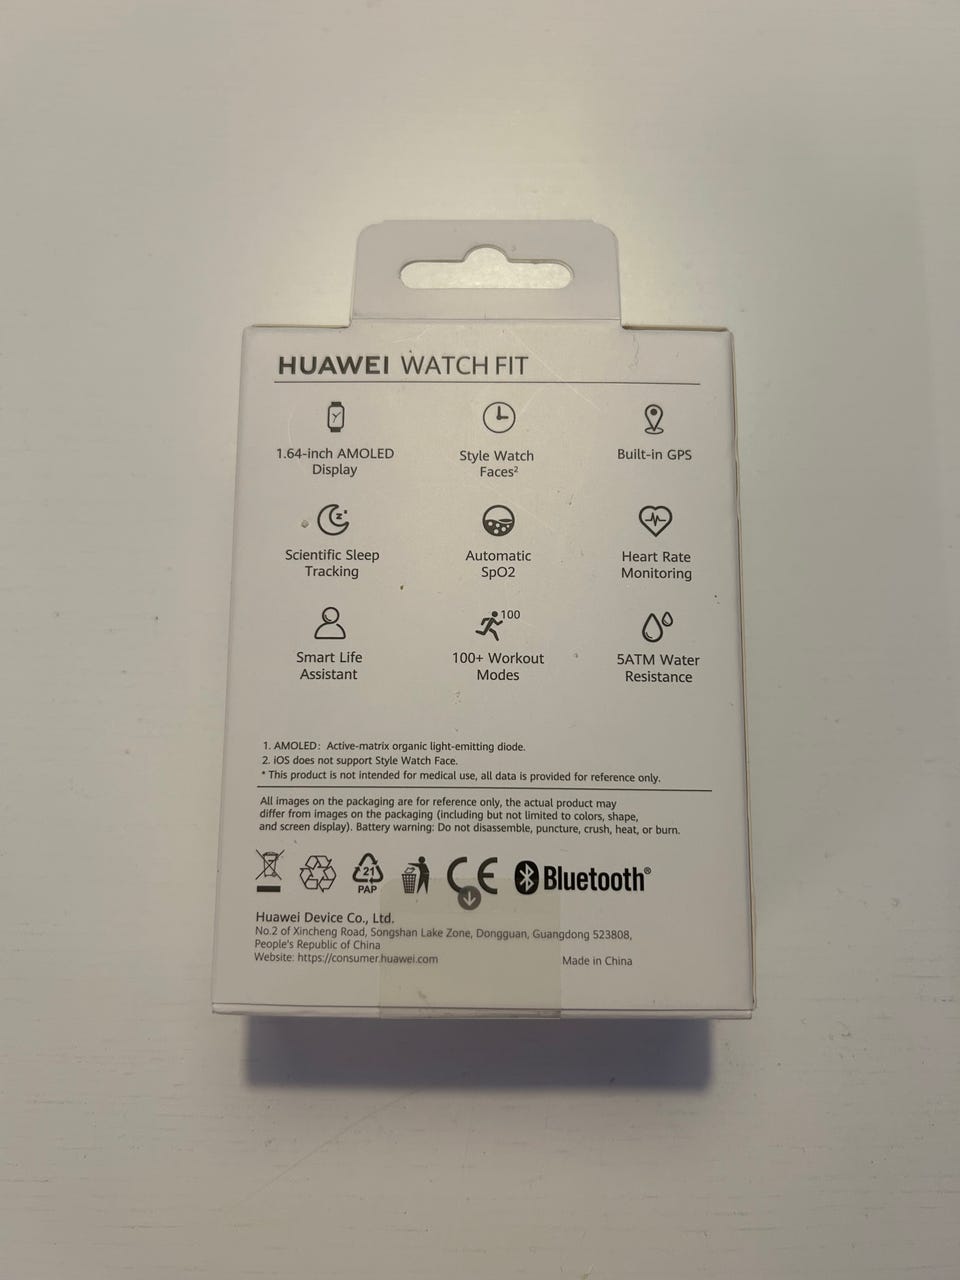 HUAWEI WATCH FIT
1.64-inch AMOLED
Display
Style Watch
Faces²
Built-in GPS
z
Scientific Sleep
Tracking
Automatic
SpO2
Heart Rate
Monitoring
Smart Life
Assistant
100
100+ Workout
Modes
5ATM Water
Resistance
1. AMOLED: Active-matrix organic light-emitting diode.
2. iOS does not support Style Watch Face.
* This product is not intended for medical use, all data is provided for reference only.
All images on the packaging are for reference only, the actual product may
differ from images on the packaging (including but not limited to colors, shape,
and screen display). Battery warning: Do not disassemble, puncture, crush, heat, or burn.
21
PAP
CE
Bluetooth®
Huawei Device Co., Ltd.
No.2 of Xincheng Road, Songshan Lake Zone, Dongguan, Guangdong 523808,
People's Republic of China
Website: https://consumer.huawei.com
Made in China